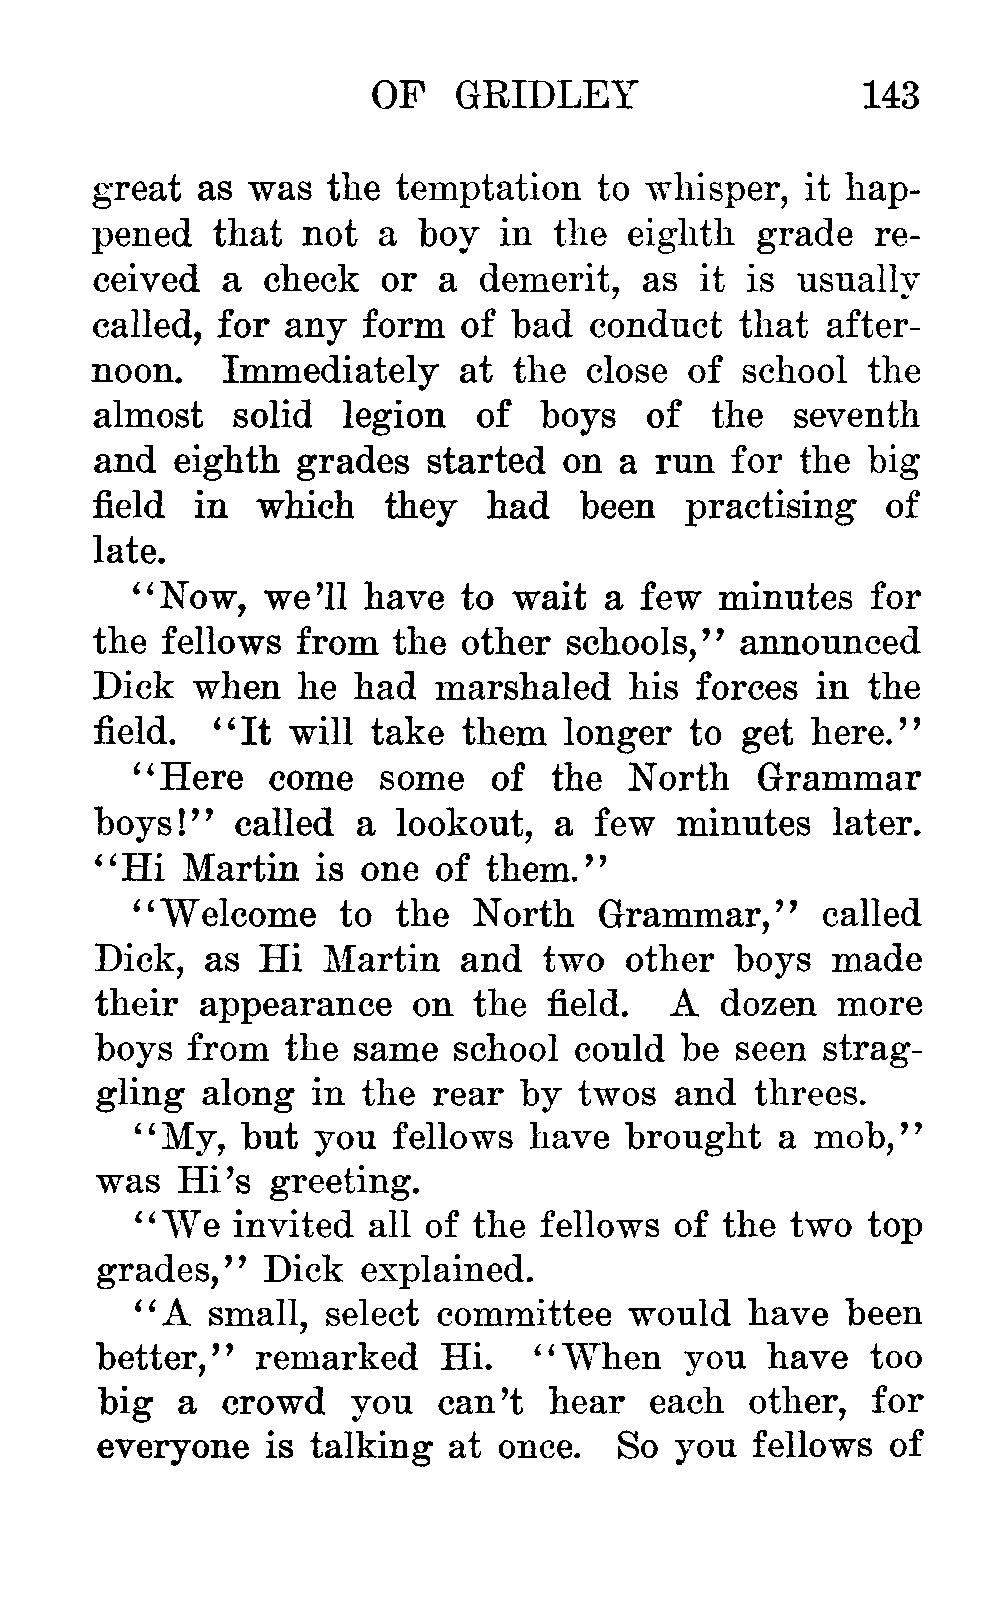 OF GRIDLEY 143
great as was the temptation to whisper, it hap-
pened that not a boy in the eighth grade re-
ceived a check or a demerit, as it is usually
called, for any form of bad conduct that after-
noon. Immediately at the close of school the
almost solid legion of boys of the seventh
and eighth grades started on a run for the big
field in which they had been practising of
late.
"Now, we'll have to wait a few minutes for
the fellows from the other schools," announced
Dick when he had marshaled his forces in the
field. "It will take them longer to get here."
"Here come some of the North Grammar
boys!" called a lookout, a few minutes later.
"Hi Martin is one of them."
"Welcome to the North Grammar," called
Dick, as Hi Martin and two other boys made
their appearance on the field. A dozen more
boys from the same school could be seen strag-
gling along in the rear by twos and threes.
"My, but you fellows have brought a mob,"
was Hi's greeting.
"We invited all of the fellows of the two top
grades," Dick explained.
"A small, select committee would have been
better," remarked Hi. "When you have too
big a crowd you can't hear each other, for
everyone is talking at once. So you fellows of